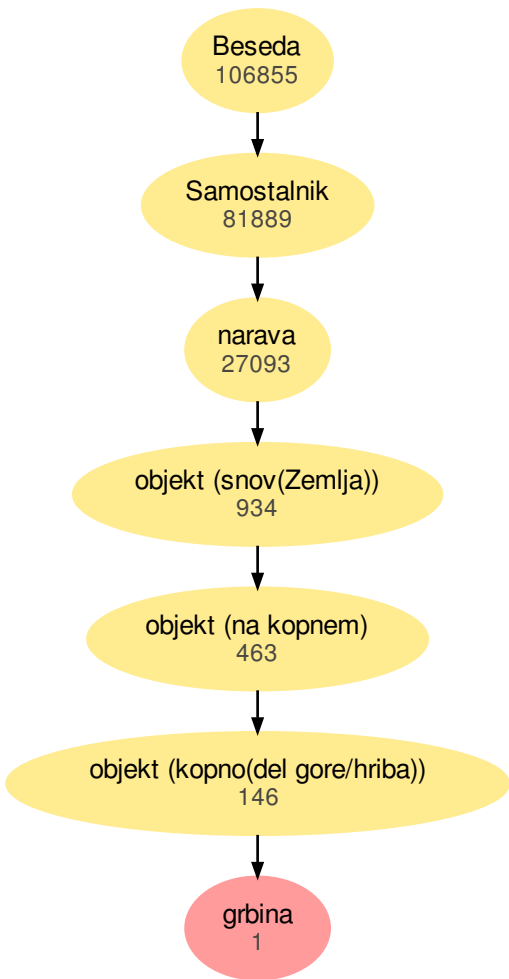 Beseda
106855
Samostalnik
81889
narava
27093
objekt (snov(Zemlja))
934
objekt (na kopnem)
463
objekt (kopno(del gore/hriba))
146
grbina
1